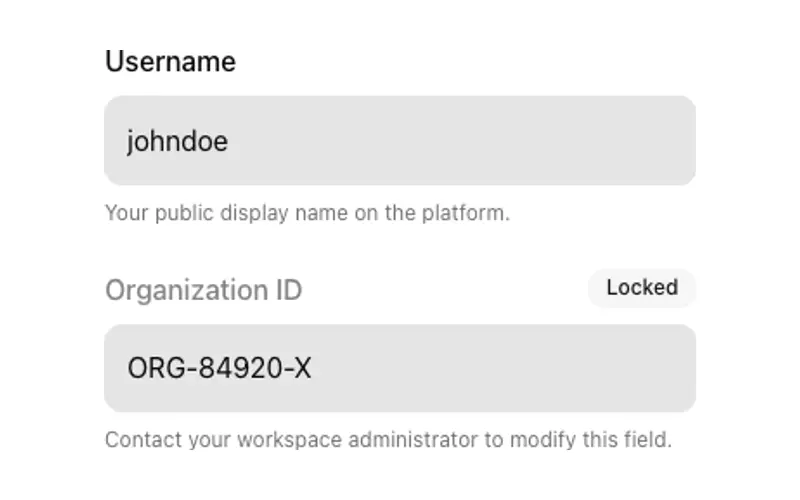 Username
johndoe
Your public display name on the platform.
Organization ID
Locked
ORG-84920-X
Contact your workspace administrator to modify this field.